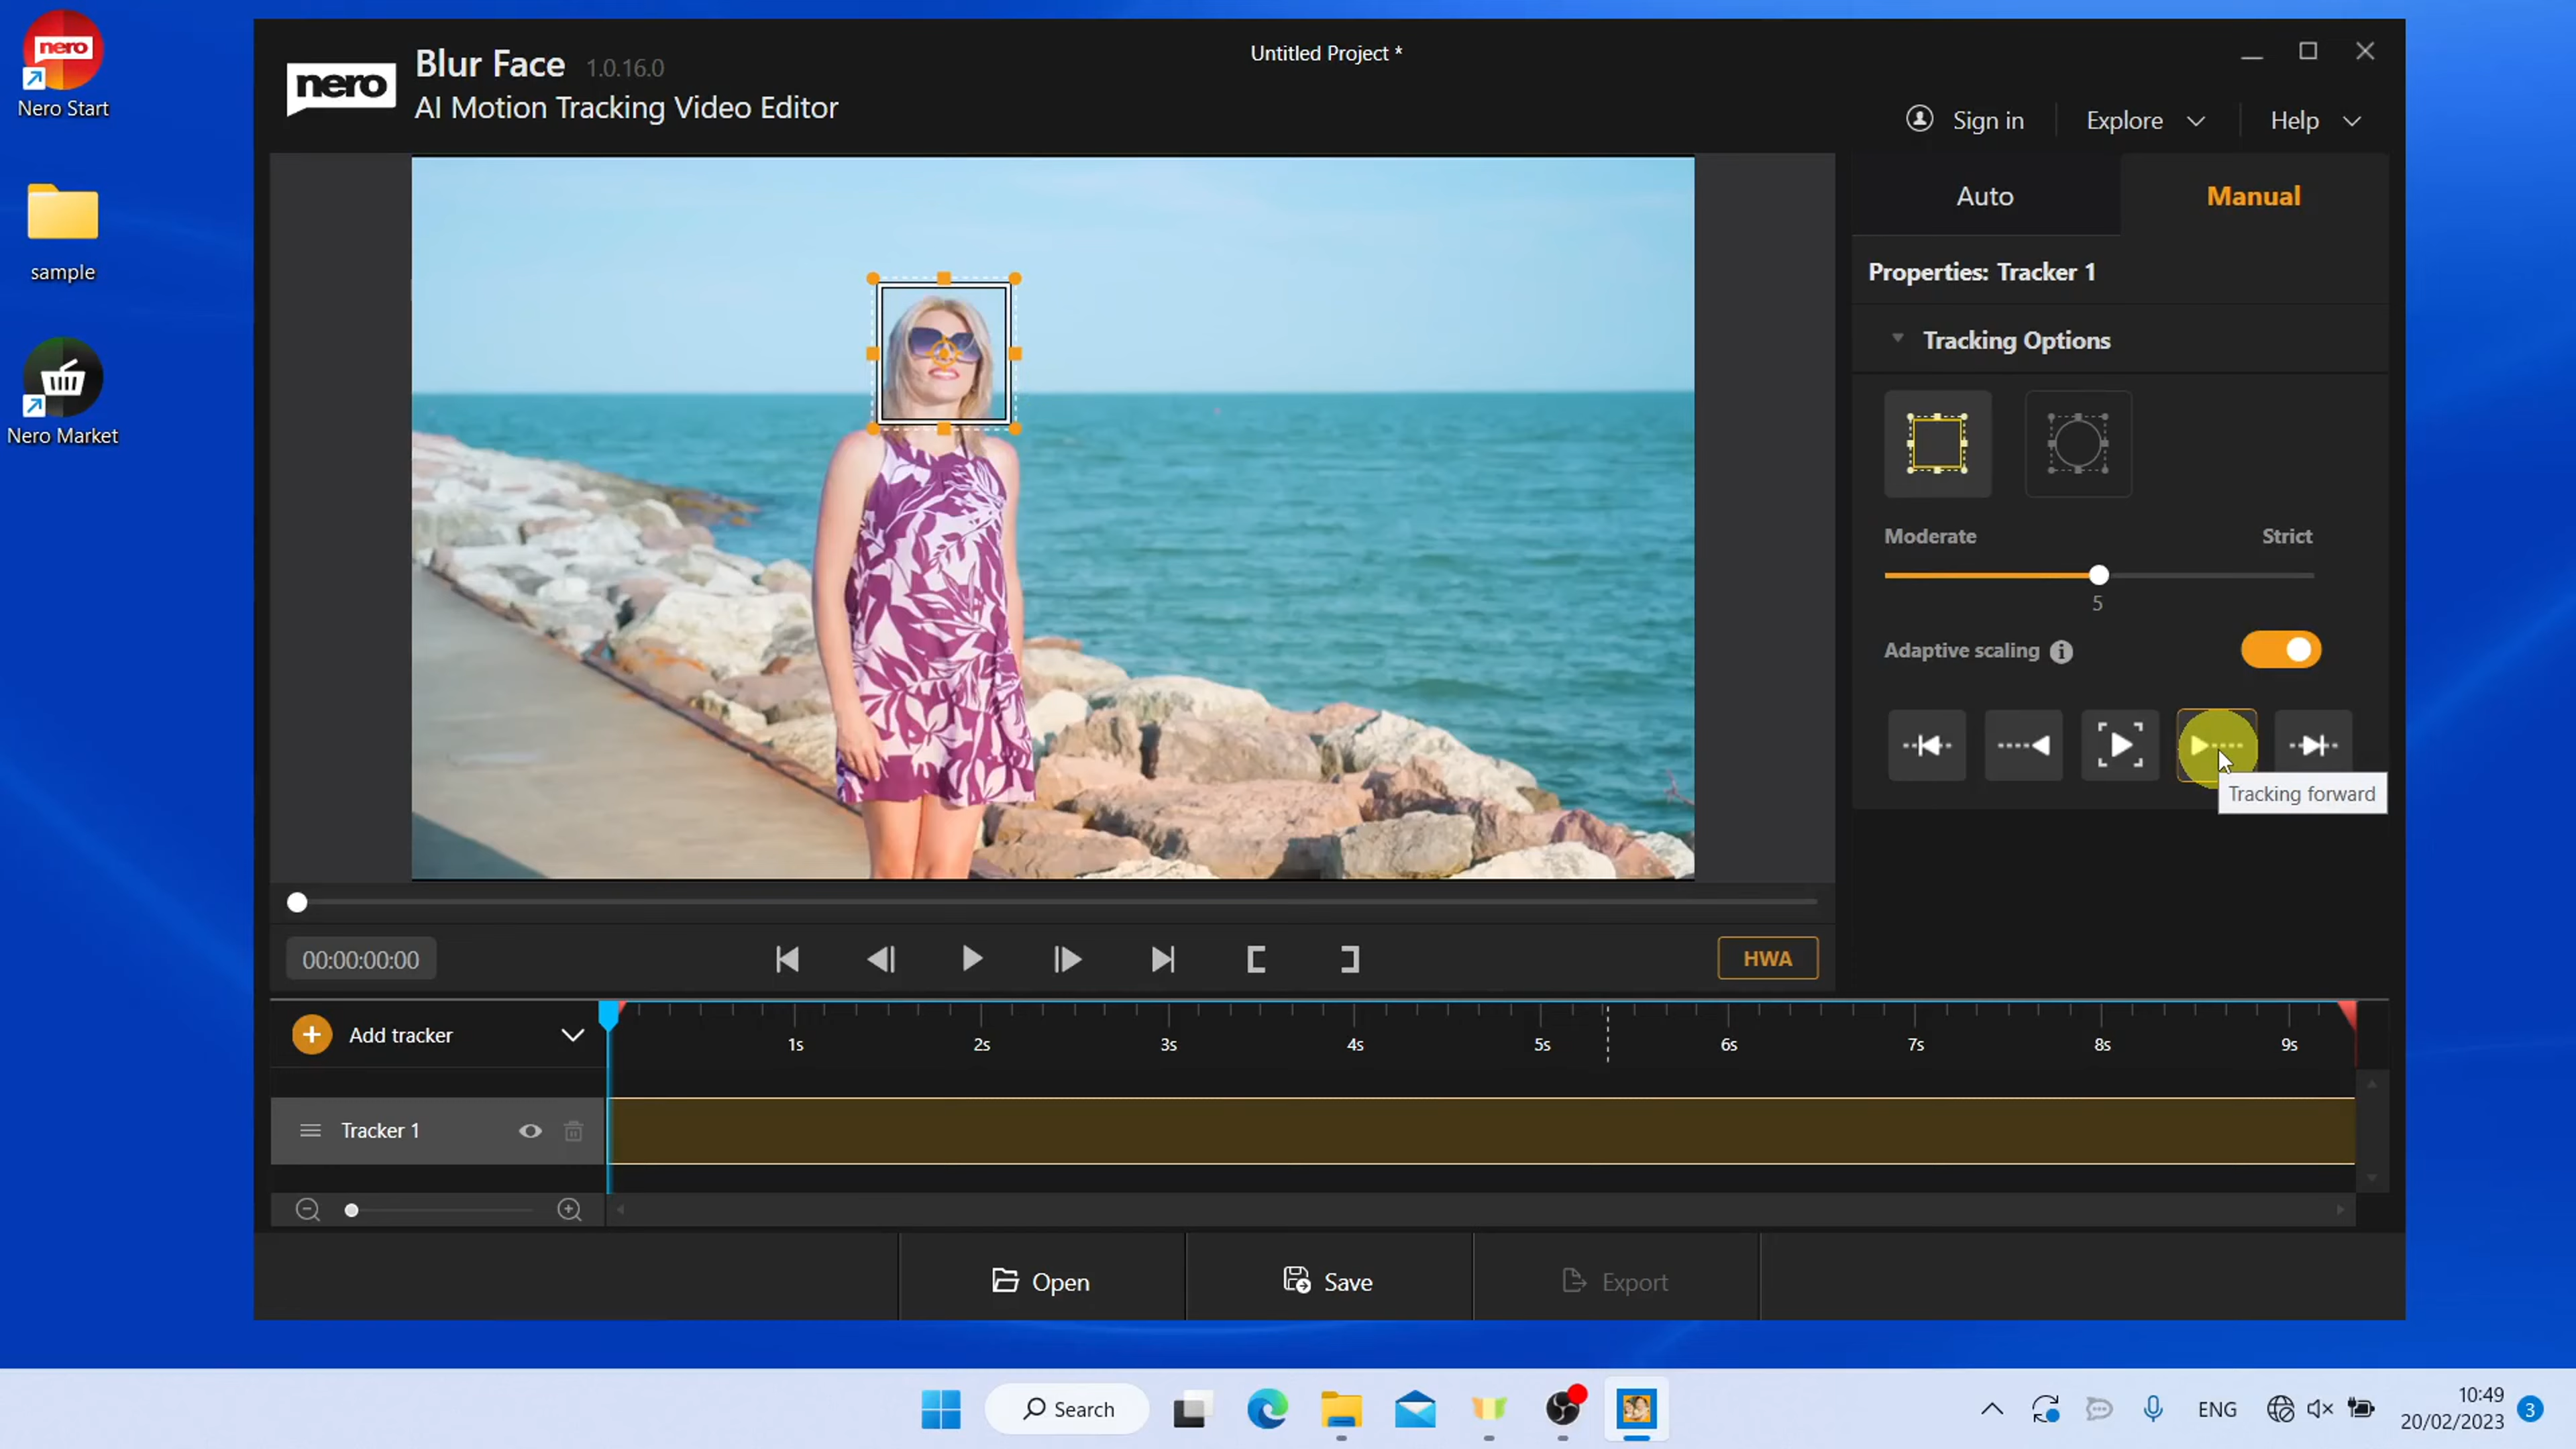 nero
Nero Start
sample
Nero Market
nero
Blur Face 1.0.16.0
AI Motion Tracking Video Editor
Untitled Project *
Sign in
Explore
Help
Auto
Manual
Properties: Tracker 1
Tracking Options
Moderate
Strict
5
Adaptive scaling
Tracking forward
00:00:00:00
HWA
Add tracker
1s 2s 3s 4s 5s 6s 7s 8s 9s
Tracker 1
Open
Save
Export
Search
ENG
10:49
20/02/2023
3